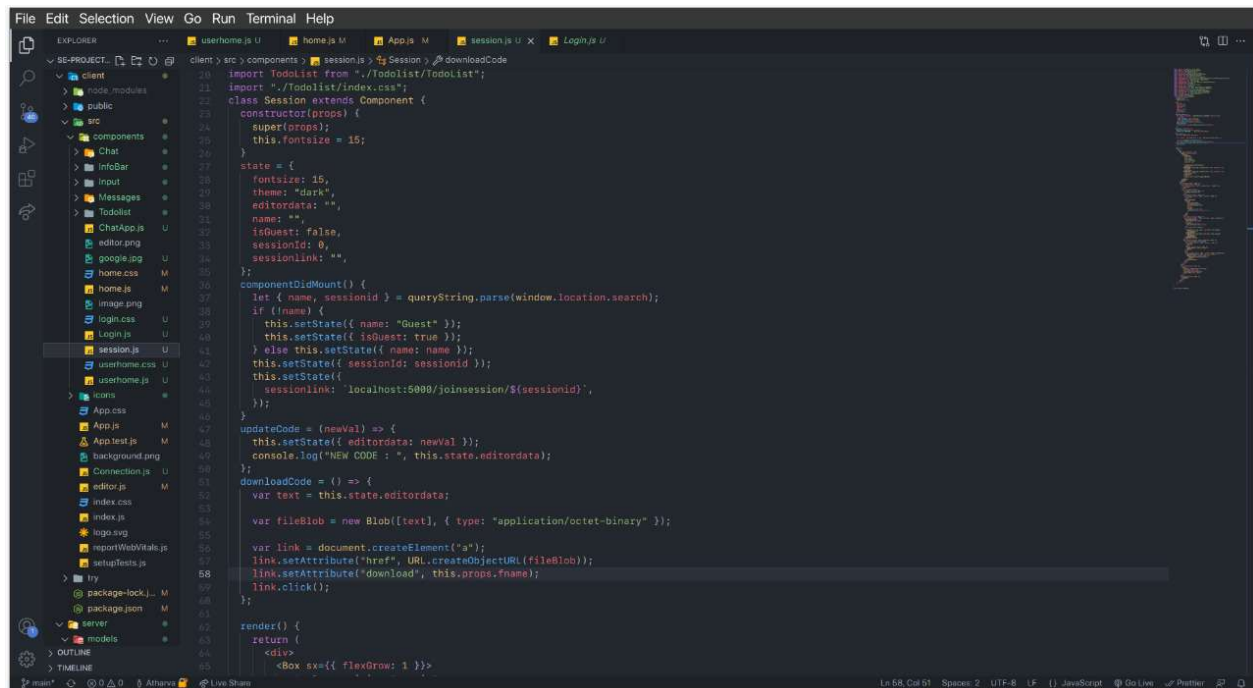 File Edit Selection View Go Run Terminal Help
EXPLORER ...
userhome.js U home.js M App.js M session.js U × Login.js U
SE-PROJECT...
client > src > components > session.js > Session > downloadCode
client
node_modules
public
src
components
Chat
InfoBar
Input
Messages
Todolist
ChatApp.js U
editor.png
google.jpg U
home.css M
home.js M
image.png
login.css U
Login.js U
session.js U
userhome.css U
userhome.js U
icons
App.css
App.js M
App.test.js M
background.png
Connection.js U
editor.js M
index.css
index.js
logo.svg
reportWebVitals.js
setupTests.js
try
package-lock.j... M
package.json M
server
models
OUTLINE
TIMELINE
20 import TodoList from "./Todolist/TodoList";
21 import "./Todolist/index.css";
22 class Session extends Component {
23 constructor(props) {
24 super(props);
25 this.fontsize = 15;
26 }
27 state = {
28 fontsize: 15,
29 theme: "dark",
30 editordata: "",
31 name: "",
32 isGuest: false,
33 sessionId: 0,
34 sessionlink: "",
35 };
36 componentDidMount() {
37 let { name, sessionid } = queryString.parse(window.location.search);
38 if (!name) {
39 this.setState({ name: "Guest" });
40 this.setState({ isGuest: true });
41 } else this.setState({ name: name });
42 this.setState({ sessionId: sessionid });
43 this.setState({
44 sessionlink: `localhost:5000/joinsession/${sessionid}`,
45 });
46 }
47 updateCode = (newVal) => {
48 this.setState({ editordata: newVal });
49 console.log("NEW CODE : ", this.state.editordata);
50 };
51 downloadCode = () => {
52 var text = this.state.editordata;
53
54 var fileBlob = new Blob([text], { type: "application/octet-binary" });
55
56 var link = document.createElement("a");
57 link.setAttribute("href", URL.createObjectURL(fileBlob));
58 link.setAttribute("download", this.props.fname);
59 link.click();
60 };
61
62 render() {
63 return (
64 <div>
65 <Box sx={{ flexGrow: 1 }}>
main* 0 0 Atharva Live Share Ln 58, Col 51 Spaces: 2 UTF-8 LF {} JavaScript Go Live Prettier